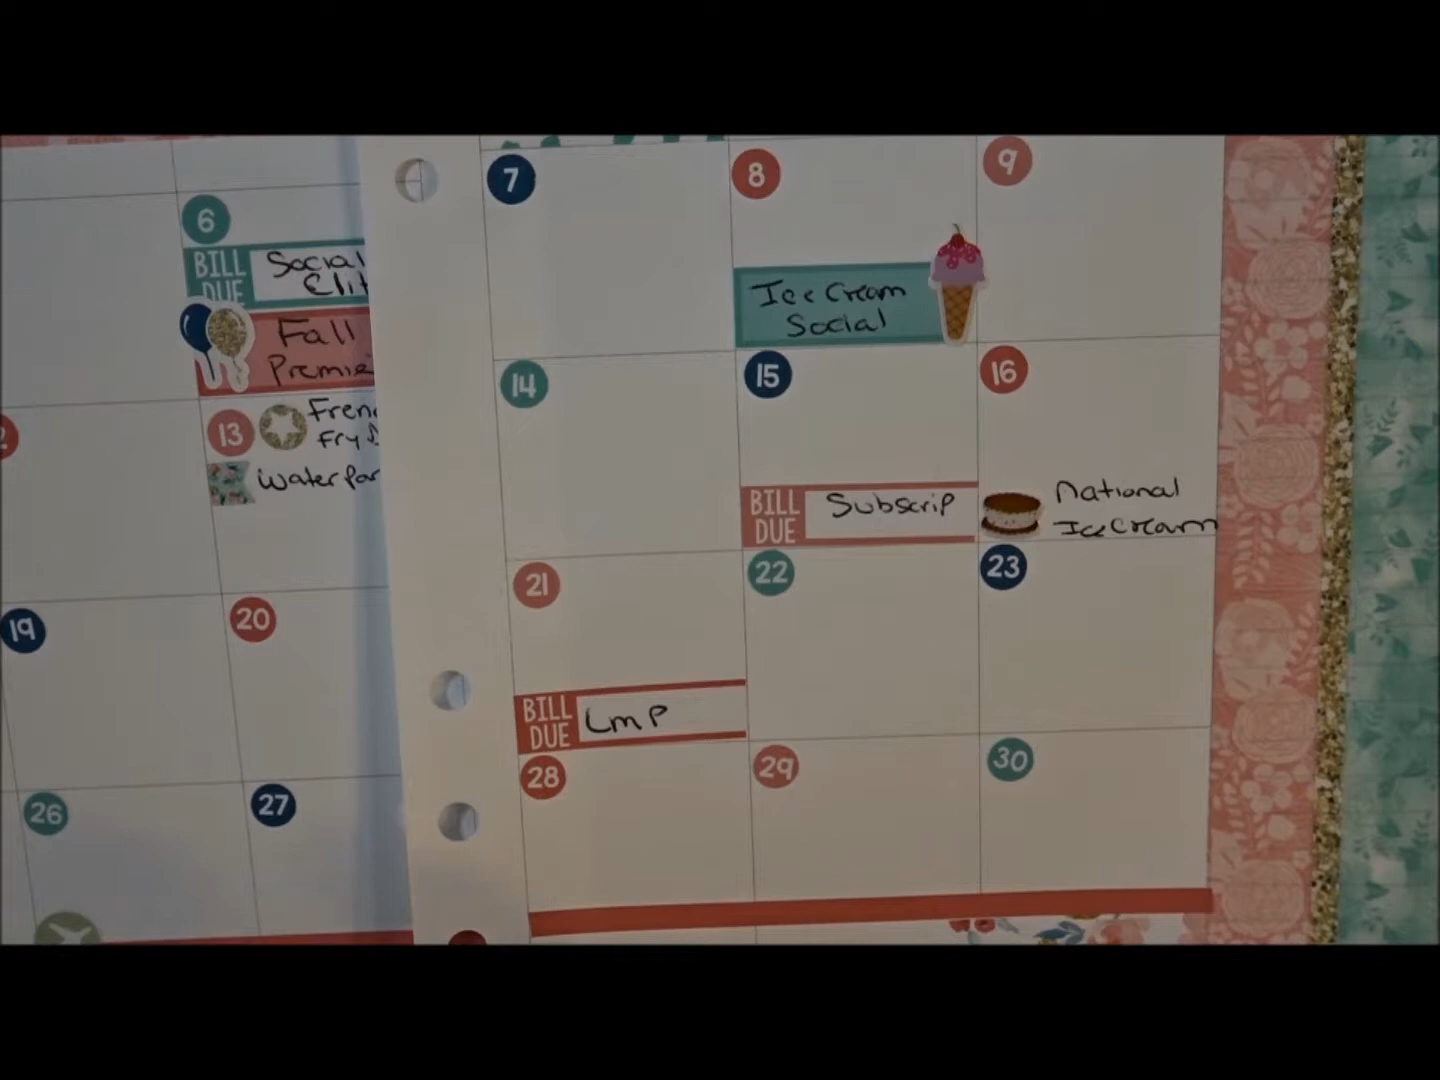 6
BILL
DUE
Social
Fall
13
Water
19
20
26
27
7
8
9
Ice Cream
Social
14
15
16
BILL
DUE
Subscrip
National
Ice Cream
21
22
23
BILL
DUE
LMP
28
29
30